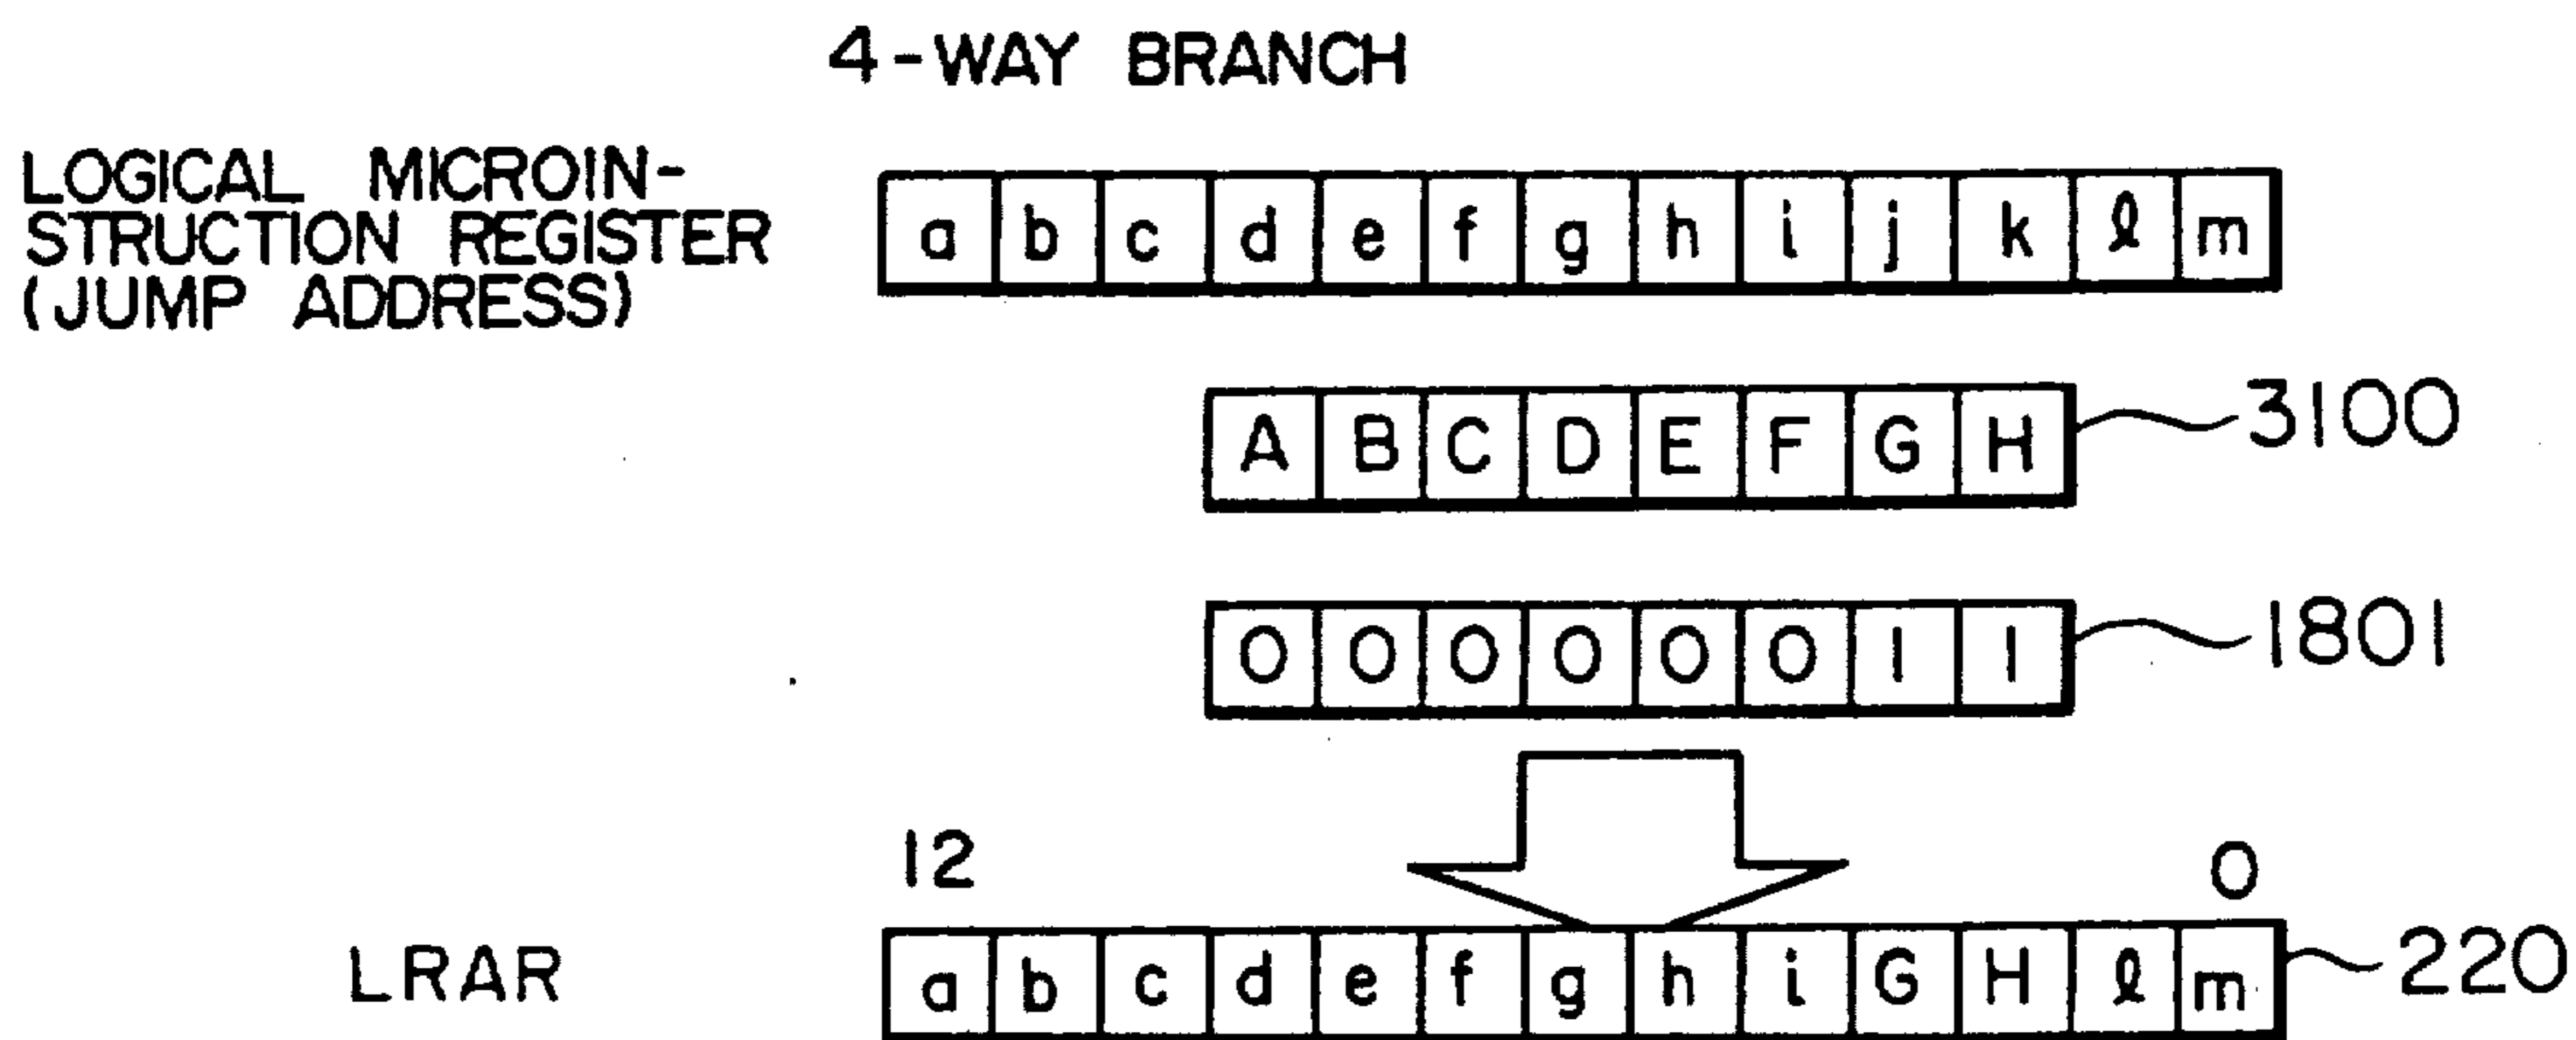 4-WAY BRANCH
LOGICAL MICROIN-
STRUCTION REGISTER
(JUMP ADDRESS)
a b c d e f g h i j k ℓ m
A B C D E F G H 3100
0 0 0 0 0 0 1 1 1801
12 0
LRAR a b c d e f g h i G H ℓ m 220